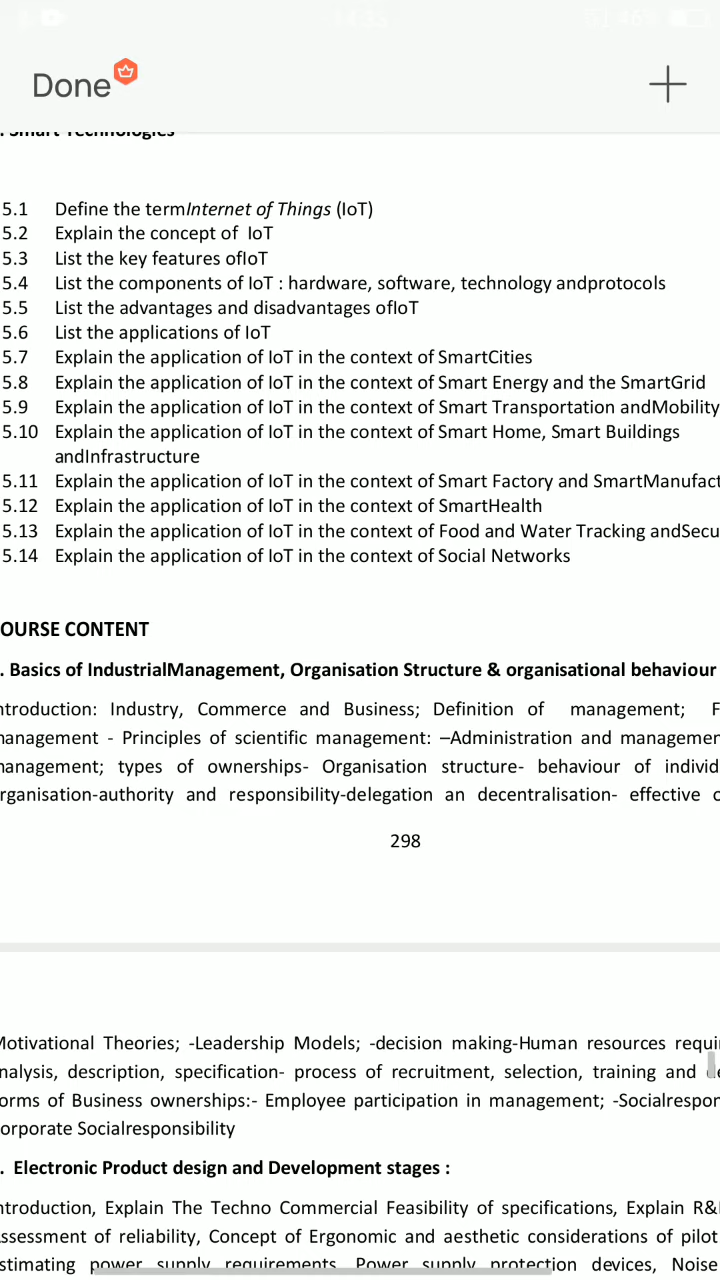 Done
. Smart Technologies
5.1 Define the termInternet of Things (IoT)
5.2 Explain the concept of IoT
5.3 List the key features ofIoT
5.4 List the components of IoT : hardware, software, technology andprotocols
5.5 List the advantages and disadvantages ofIoT
5.6 List the applications of IoT
5.7 Explain the application of IoT in the context of SmartCities
5.8 Explain the application of IoT in the context of Smart Energy and the SmartGrid
5.9 Explain the application of IoT in the context of Smart Transportation andMobility
5.10 Explain the application of IoT in the context of Smart Home, Smart Buildings
andInfrastructure
5.11 Explain the application of IoT in the context of Smart Factory and SmartManufact
5.12 Explain the application of IoT in the context of SmartHealth
5.13 Explain the application of IoT in the context of Food and Water Tracking andSecu
5.14 Explain the application of IoT in the context of Social Networks
OURSE CONTENT
. Basics of IndustrialManagement, Organisation Structure & organisational behaviour
ntroduction: Industry, Commerce and Business; Definition of management; F
anagement - Principles of scientific management: –Administration and managemen
anagement; types of ownerships- Organisation structure- behaviour of individ
rganisation-authority and responsibility-delegation an decentralisation- effective c
298
Motivational Theories; -Leadership Models; -decision making-Human resources requi
nalysis, description, specification- process of recruitment, selection, training and de
orms of Business ownerships:- Employee participation in management; -Socialrespon
orporate Socialresponsibility
. Electronic Product design and Development stages :
ntroduction, Explain The Techno Commercial Feasibility of specifications, Explain R&
ssessment of reliability, Concept of Ergonomic and aesthetic considerations of pilot
stimating power supply requirements, Power supply protection devices, Noise